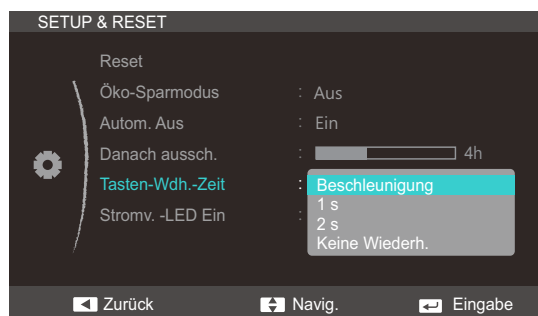 SETUP & RESET
Reset
Öko-Sparmodus : Aus
Autom. Aus : Ein
Danach aussch. : 4h
Tasten-Wdh.-Zeit : Beschleunigung
1 s
Stromv. -LED Ein : 2 s
Keine Wiederh.
Zurück Navig. Eingabe